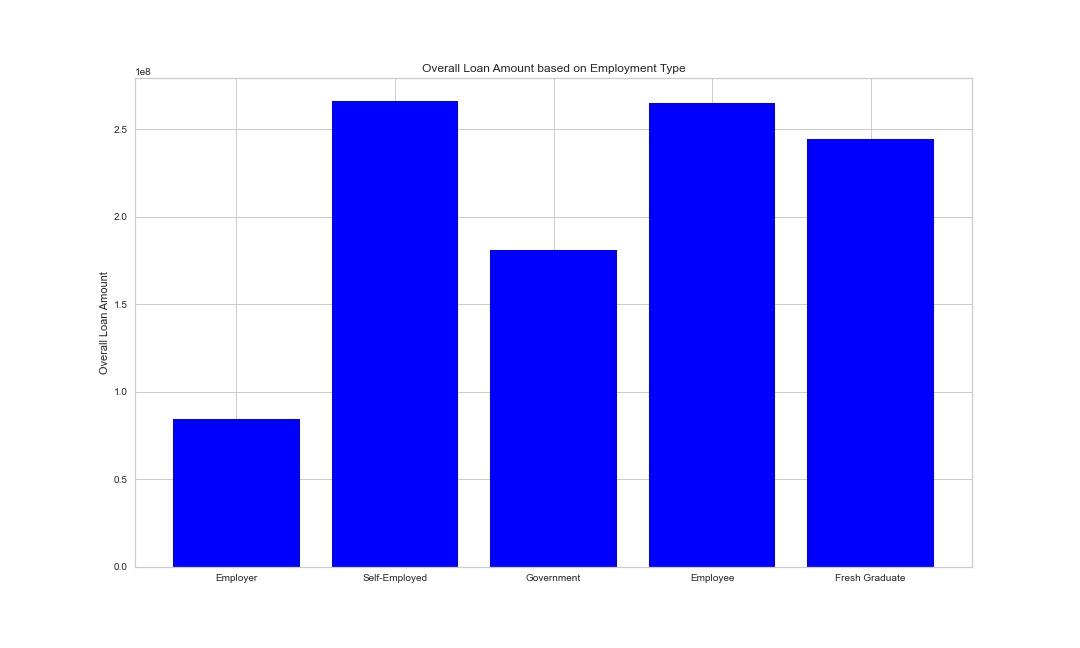 Overall Loan Amount based on Employment Type
1e8
2.5
2.0
1.5
1.0
0.5
0.0
Overall Loan Amount
Employer Self-Employed Government Employee Fresh Graduate